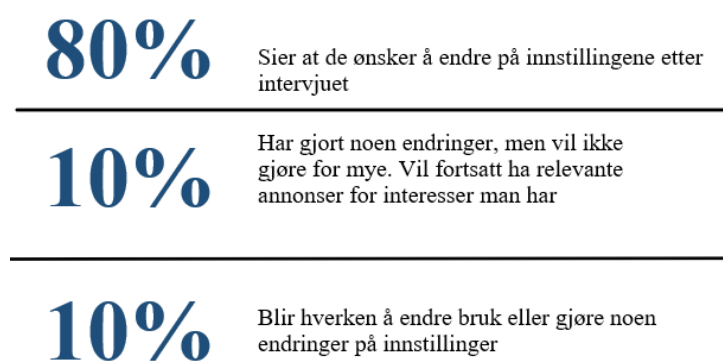 80%
Sier at de ønsker å endre på innstillingene etter
intervjuet
10%
Har gjort noen endringer, men vil ikke
gjøre for mye. Vil fortsatt ha relevante
annonser for interesser man har
10%
Blir hverken å endre bruk eller gjøre noen
endringer på innstillinger